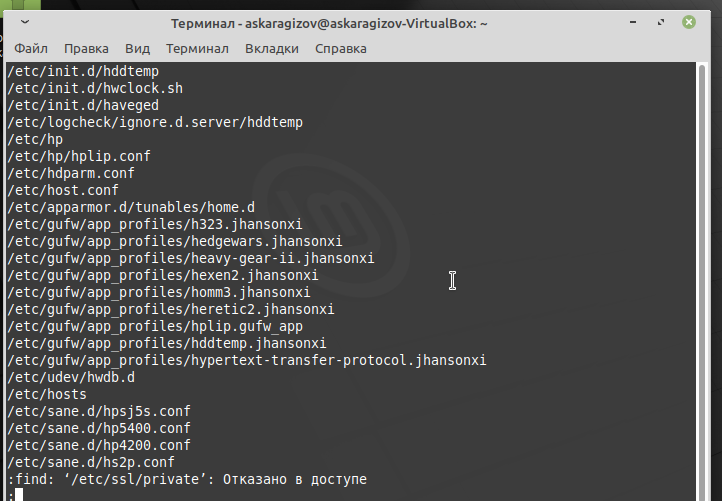 Терминал - askaragizov@askaragizov-VirtualBox: ~
Файл Правка Вид Терминал Вкладки Справка
/etc/init.d/hddtemp
/etc/init.d/hwclock.sh
/etc/init.d/haveged
/etc/logcheck/ignore.d.server/hddtemp
/etc/hp
/etc/hp/hplip.conf
/etc/hdparm.conf
/etc/host.conf
/etc/apparmor.d/tunables/home.d
/etc/gufw/app_profiles/h323.jhansonxi
/etc/gufw/app_profiles/hedgewars.jhansonxi
/etc/gufw/app_profiles/heavy-gear-ii.jhansonxi
/etc/gufw/app_profiles/hexen2.jhansonxi
/etc/gufw/app_profiles/homm3.jhansonxi
/etc/gufw/app_profiles/heretic2.jhansonxi
/etc/gufw/app_profiles/hplip.gufw_app
/etc/gufw/app_profiles/hddtemp.jhansonxi
/etc/gufw/app_profiles/hypertext-transfer-protocol.jhansonxi
/etc/udev/hwdb.d
/etc/hosts
/etc/sane.d/hpsj5s.conf
/etc/sane.d/hp5400.conf
/etc/sane.d/hp4200.conf
/etc/sane.d/hs2p.conf
:find: ‘/etc/ssl/private’: Отказано в доступе
: